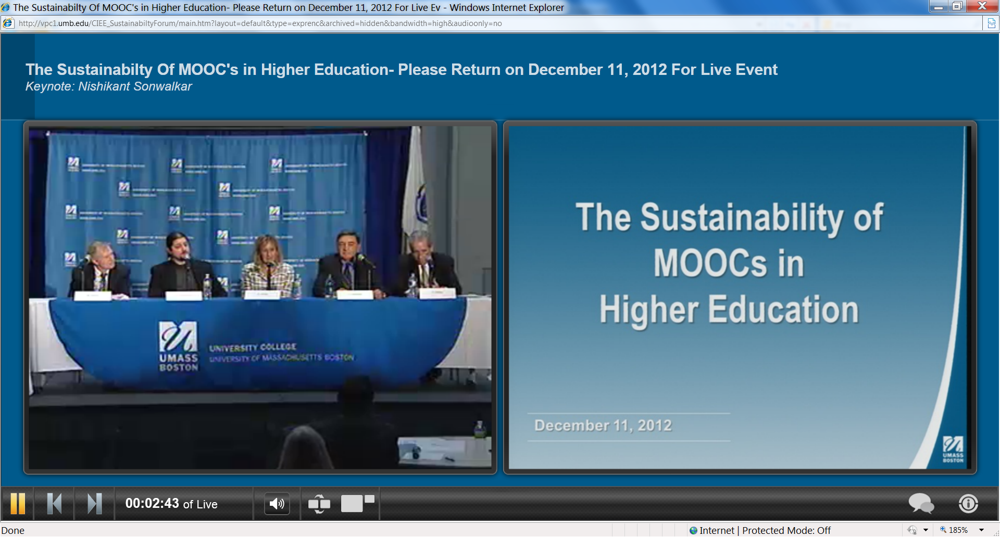 The Sustainabilty Of MOOC's in Higher Education- Please Return on December 11, 2012 For Live Ev - Windows Internet Explorer
http://vpc1.umb.edu/CIEE_SustainabiltyForum/main.htm?layout=default&type=exprenc&archived=hidden&bandwidth=high&audioonly=no
The Sustainabilty Of MOOC's in Higher Education- Please Return on December 11, 2012 For Live Event
Keynote: Nishikant Sonwalkar
UMASS
BOSTON
UNIVERSITY COLLEGE
UNIVERSITY OF MASSACHUSETTS BOSTON
The Sustainability of
MOOCs in
Higher Education
December 11, 2012
UMASS
BOSTON
00:02:43 of Live
Done
Internet | Protected Mode: Off
185%